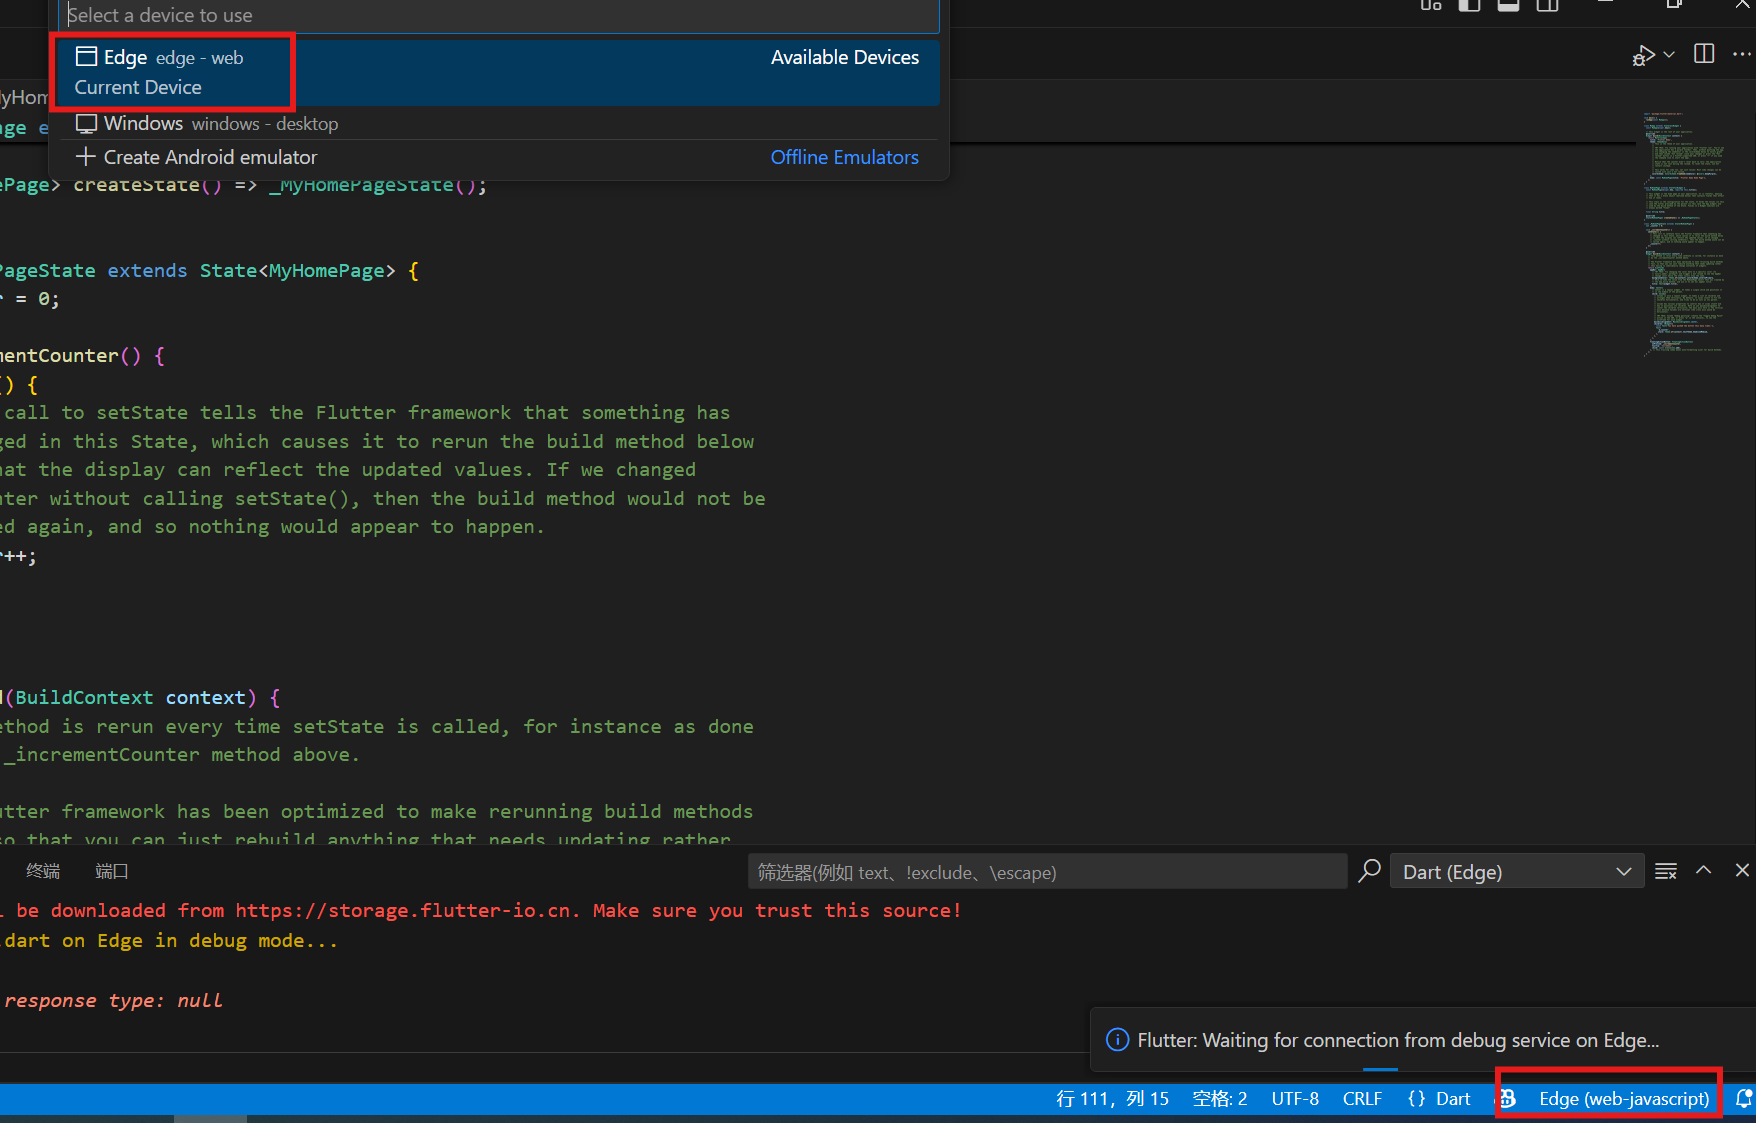 Select a device to use
Edge edge - web Available Devices
Current Device
Windows windows - desktop
Create Android emulator Offline Emulators
yHom
ge e
ePage> createState() => _MyHomePageState();
PageState extends State<MyHomePage> {
r = 0;
mentCounter() {
() {
call to setState tells the Flutter framework that something has
ged in this State, which causes it to rerun the build method below
hat the display can reflect the updated values. If we changed
nter without calling setState(), then the build method would not be
ed again, and so nothing would appear to happen.
r++;
d(BuildContext context) {
ethod is rerun every time setState is called, for instance as done
_incrementCounter method above.
utter framework has been optimized to make rerunning build methods
so that you can just rebuild anything that needs updating rather
终端 端口 筛选器(例如 text、!exclude、\escape) Dart (Edge)
l be downloaded from https://storage.flutter-io.cn. Make sure you trust this source!
.dart on Edge in debug mode...
response type: null
Flutter: Waiting for connection from debug service on Edge...
行 111，列 15 空格: 2 UTF-8 CRLF {} Dart Edge (web-javascript)